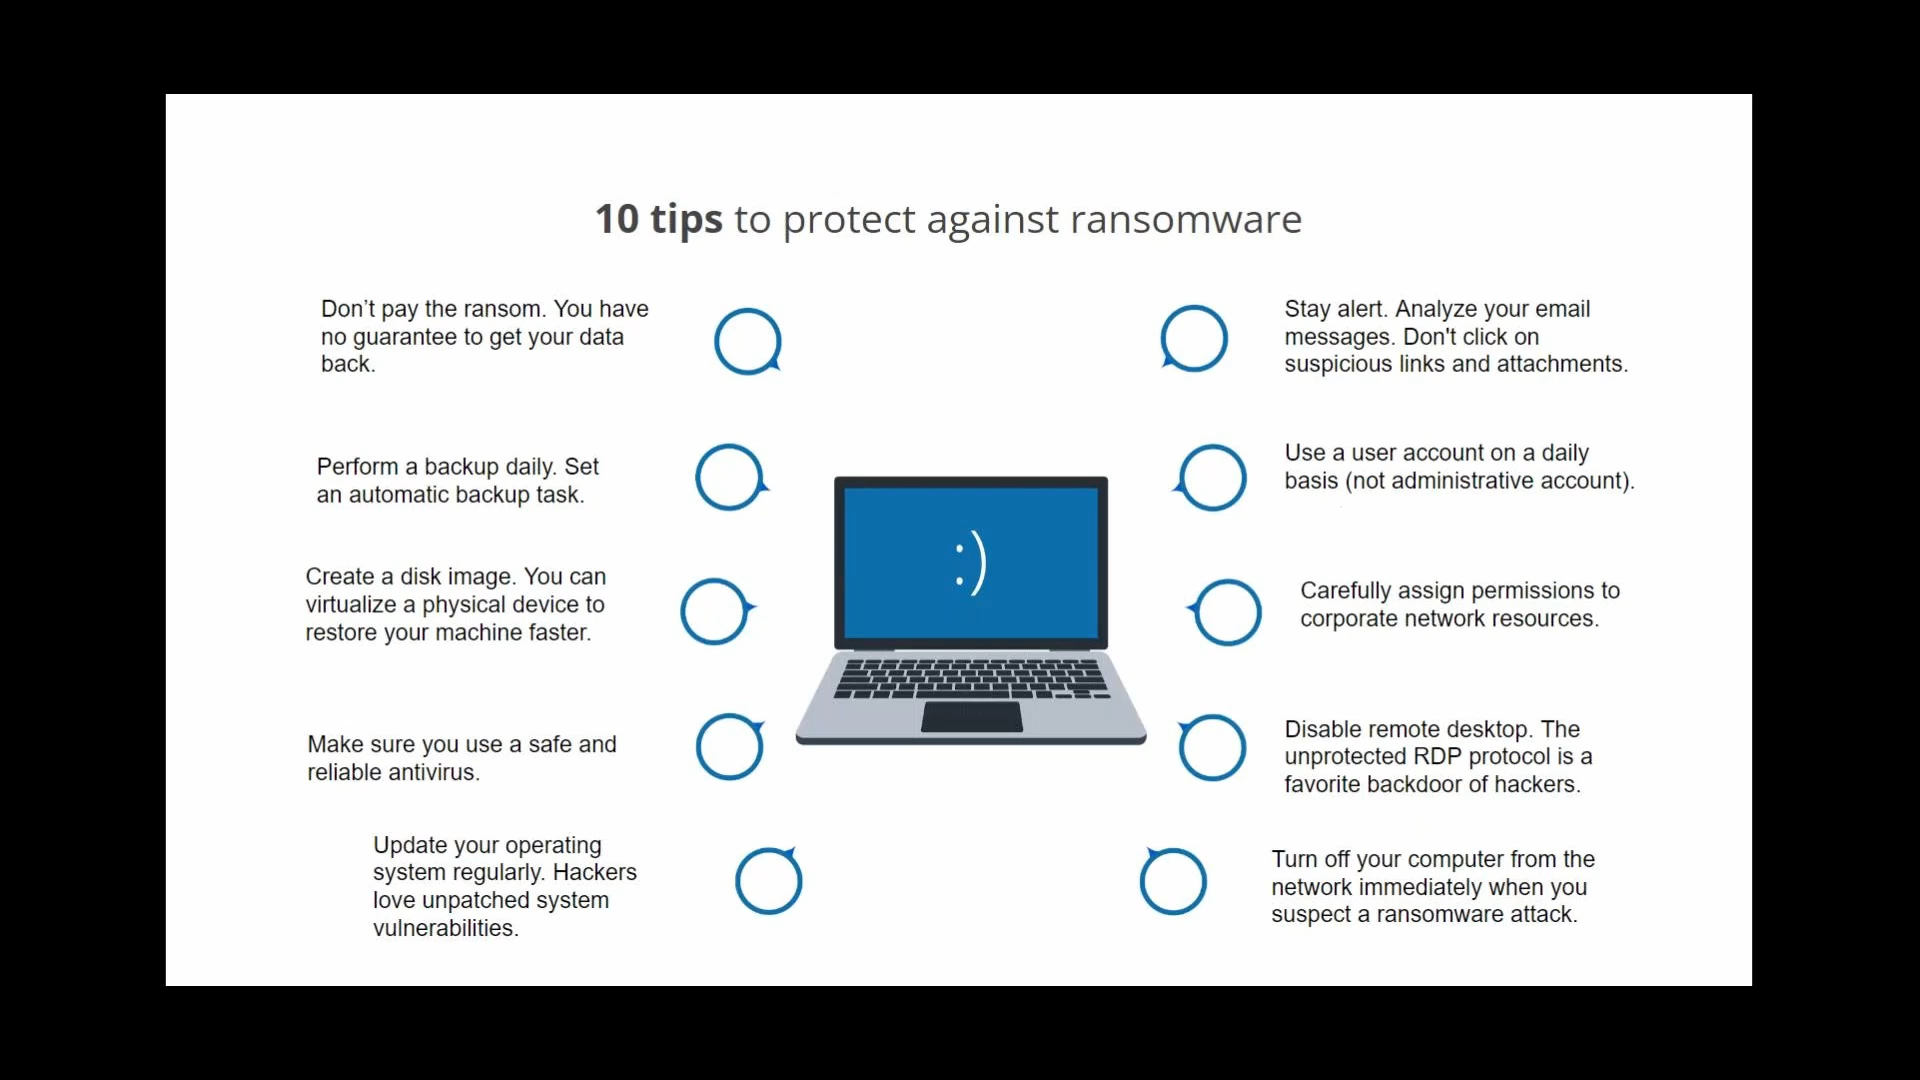 10 tips to protect against ransomware
Don’t pay the ransom. You have
no guarantee to get your data
back.
Perform a backup daily. Set
an automatic backup task.
Create a disk image. You can
virtualize a physical device to
restore your machine faster.
Make sure you use a safe and
reliable antivirus.
Update your operating
system regularly. Hackers
love unpatched system
vulnerabilities.
:)
Stay alert. Analyze your email
messages. Don't click on
suspicious links and attachments.
Use a user account on a daily
basis (not administrative account).
Carefully assign permissions to
corporate network resources.
Disable remote desktop. The
unprotected RDP protocol is a
favorite backdoor of hackers.
Turn off your computer from the
network immediately when you
suspect a ransomware attack.